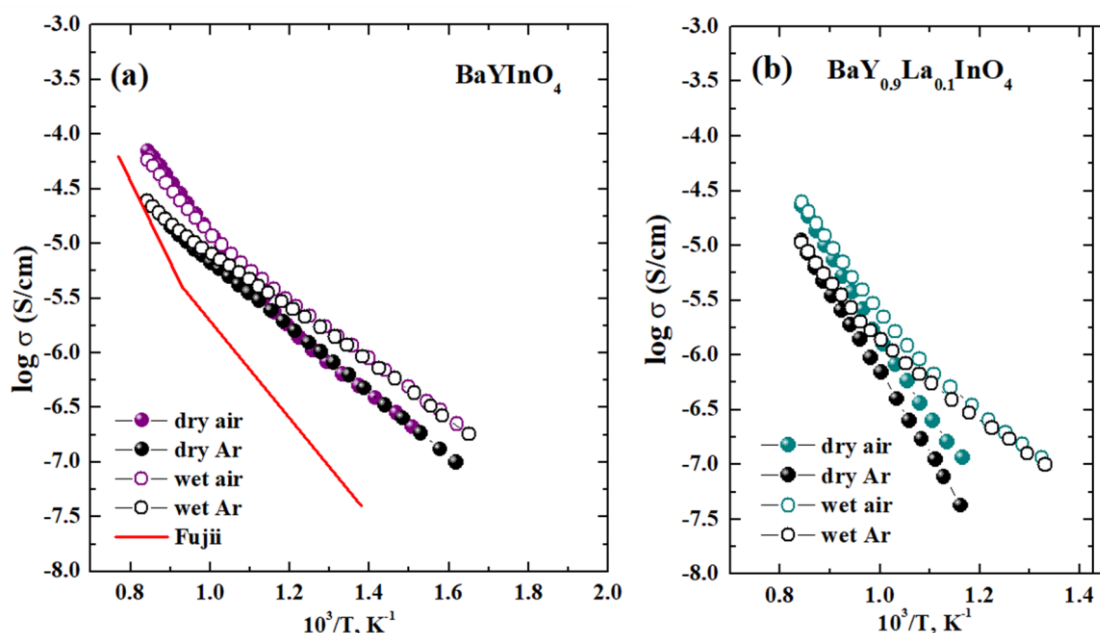 (a)
BaYInO₄
log σ (S/cm)
-3.0
-3.5
-4.0
-4.5
-5.0
-5.5
-6.0
-6.5
-7.0
-7.5
-8.0
dry air
dry Ar
wet air
wet Ar
Fujii
0.8 1.0 1.2 1.4 1.6 1.8 2.0
10³/T, K⁻¹
(b)
BaY₀.₉La₀.₁InO₄
log σ (S/cm)
-3.0
-3.5
-4.0
-4.5
-5.0
-5.5
-6.0
-6.5
-7.0
-7.5
-8.0
dry air
dry Ar
wet air
wet Ar
0.8 1.0 1.2 1.4
10³/T, K⁻¹